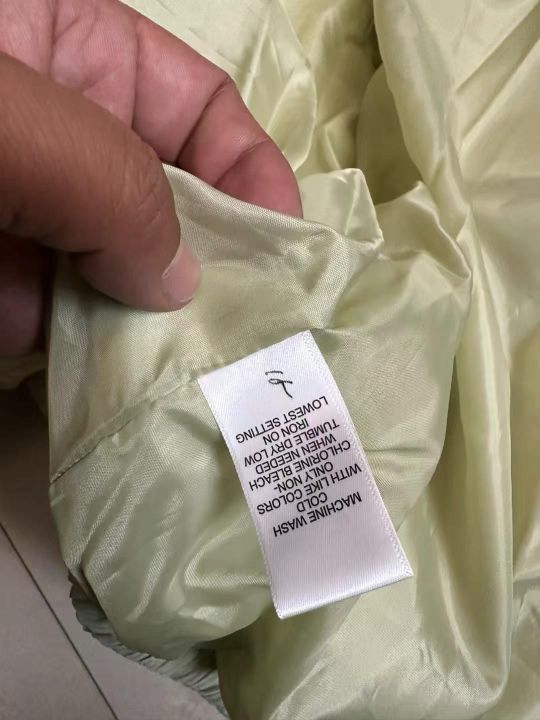 MACHINE WASH
COLD
WITH LIKE COLORS
ONLY NON-
CHLORINE BLEACH
WHEN NEEDED
TUMBLE DRY LOW
IRON ON
LOWEST SETTING